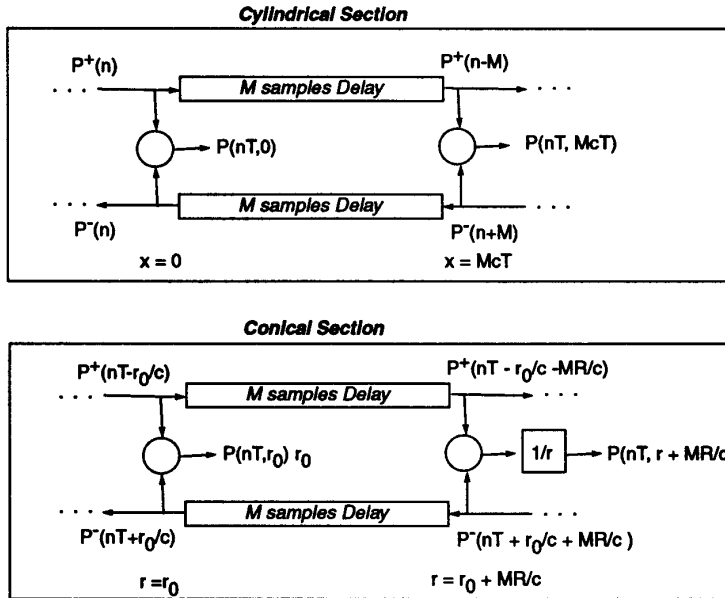 Cylindrical Section
P⁺(n)
P⁺(n-M)
. . .
M samples Delay
. . .
P(nT,0)
P(nT, McT)
. . .
M samples Delay
. . .
P⁻(n)
P⁻(n+M)
x = 0
x = McT
Conical Section
P⁺(nT-r₀/c)
P⁺(nT - r₀/c -MR/c)
. . .
M samples Delay
. . .
P(nT,r₀) r₀
1/r
P(nT, r + MR/c
. . .
M samples Delay
. . .
P⁻(nT+r₀/c)
P⁻(nT + r₀/c + MR/c )
r =r₀
r = r₀ + MR/c